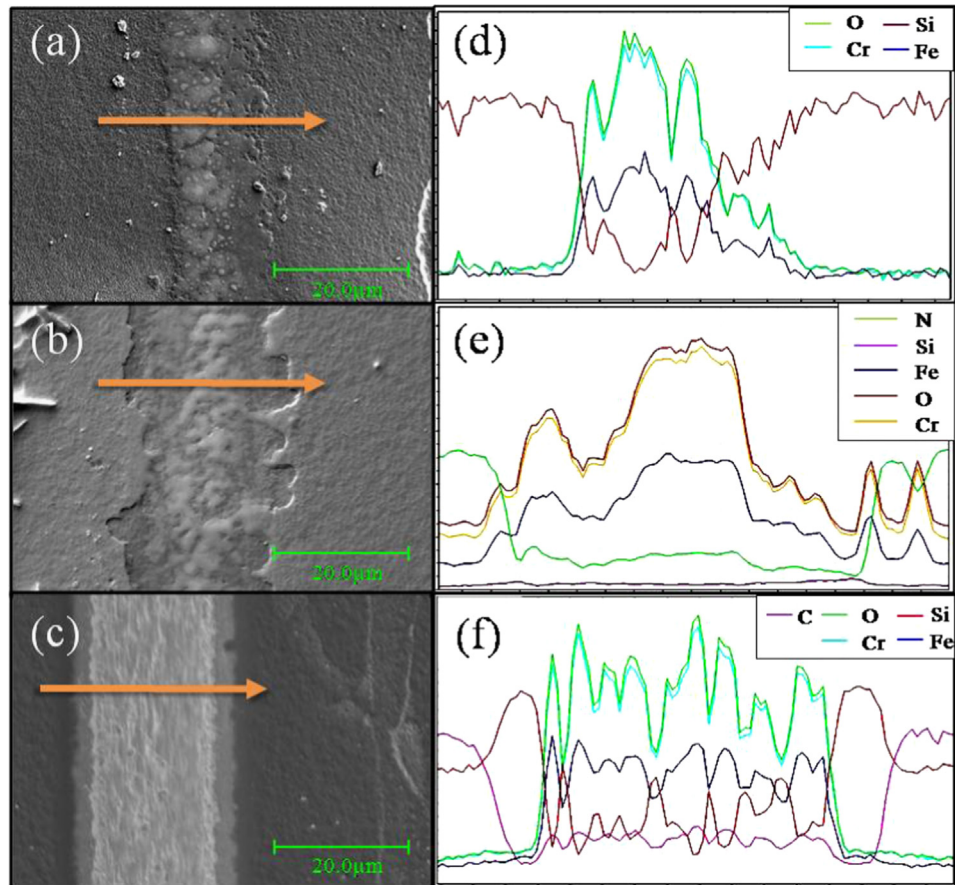 (a)
20.0μm
(d)
O Si
Cr Fe
(b)
20.0μm
(e)
N
Si
Fe
O
Cr
(c)
20.0μm
(f)
C O Si
Cr Fe